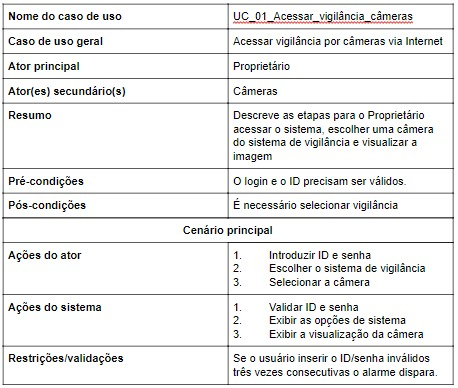 Nome do caso de uso UC_01_Acessar_vigilância_câmeras
Caso de uso geral Acessar vigilância por câmeras via Internet
Ator principal Proprietário
Ator(es) secundário(s) Câmeras
Resumo Descreve as etapas para o Proprietário
acessar o sistema, escolher uma câmera
do sistema de vigilância e visualizar a
imagem
Pré-condições O login e o ID precisam ser válidos.
Pós-condições É necessário selecionar vigilância
Cenário principal
Ações do ator 1. Introduzir ID e senha
2. Escolher o sistema de vigilância
3. Selecionar a câmera
Ações do sistema 1. Validar ID e senha
2. Exibir as opções de sistema
3. Exibir a visualização da câmera
Restrições/validações Se o usuário inserir o ID/senha inválidos
três vezes consecutivas o alarme dispara.